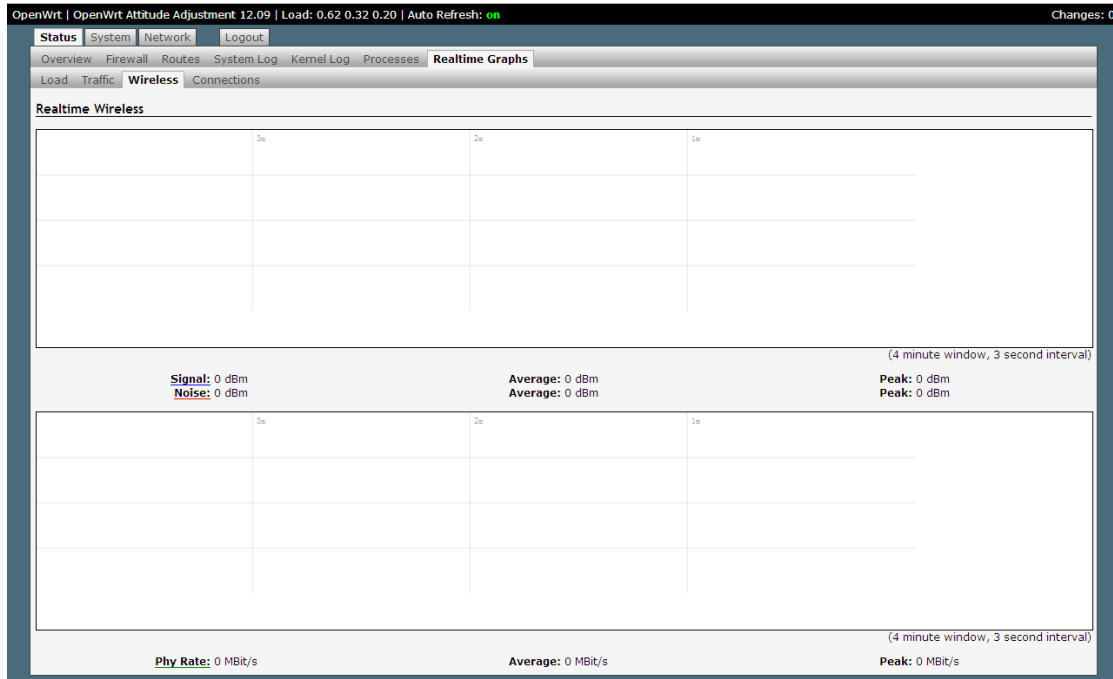 OpenWrt | OpenWrt Attitude Adjustment 12.09 | Load: 0.62 0.32 0.20 | Auto Refresh: on Changes: 0
Status System Network Logout
Overview Firewall Routes System Log Kernel Log Processes Realtime Graphs
Load Traffic Wireless Connections
Realtime Wireless
3m 2m 1m
(4 minute window, 3 second interval)
Signal: 0 dBm Average: 0 dBm Peak: 0 dBm
Noise: 0 dBm Average: 0 dBm Peak: 0 dBm
3m 2m 1m
(4 minute window, 3 second interval)
Phy Rate: 0 MBit/s Average: 0 MBit/s Peak: 0 MBit/s